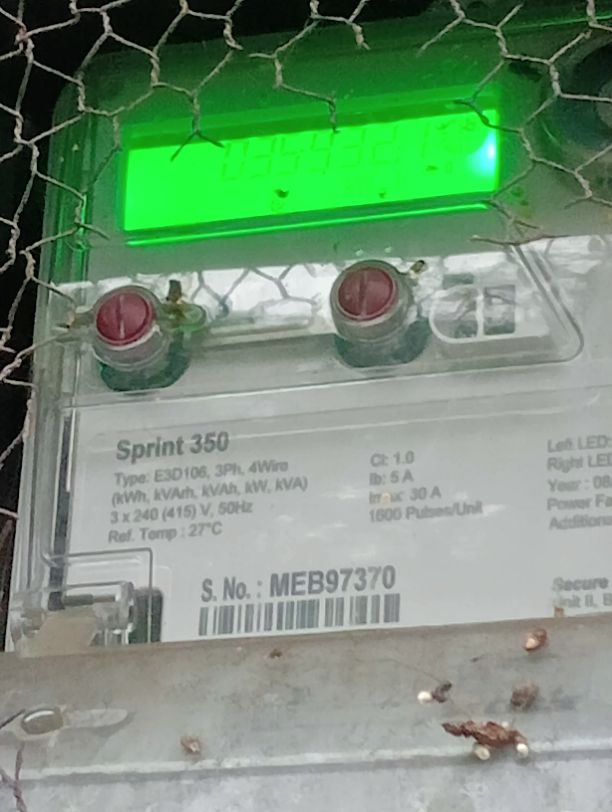 Sprint 350
Type: E3D106, 3Ph, 4Wire
(kWh, kVArh, kVAh, kW, kVA)
3 x 240 (415) V, 50Hz
Ref. Temp : 27°C
Cl: 1.0
Ib: 5 A
Imax: 30 A
1600 Pulses/Unit
Left LED:
Right LED
Year : 08
Power Fa
Addition
S. No. : MEB97370
Secure